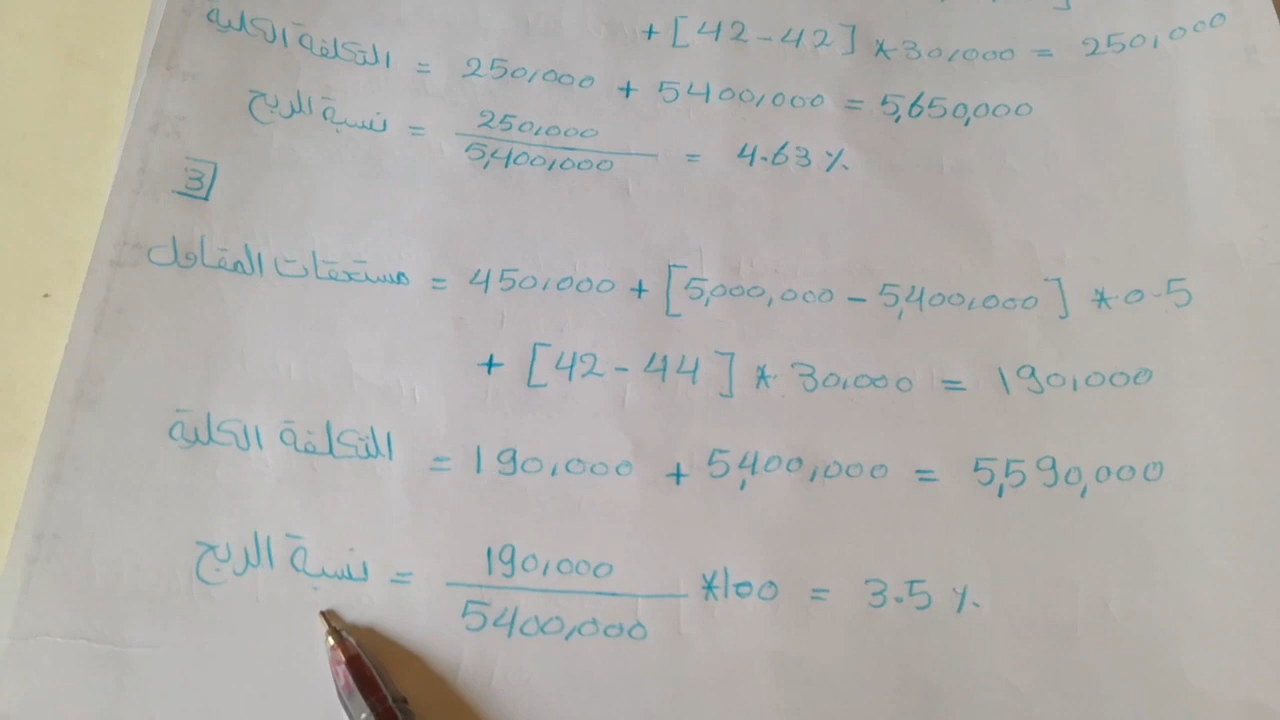 + [42 - 42] * 30,000 = 250,000
التكلفة الكلية = 250,000 + 5400,000 = 5,650,000
نسبة الربح = 250,000 / 5,400,000 = 4.63 %
3
مستحقات المقاول = 450,000 + [5,000,000 - 5,400,000] * 0.5
+ [42 - 44] * 30,000 = 190,000
التكلفة الكلية = 190,000 + 5,400,000 = 5,590,000
نسبة الربح = 190,000 / 5400,000 * 100 = 3.5 %